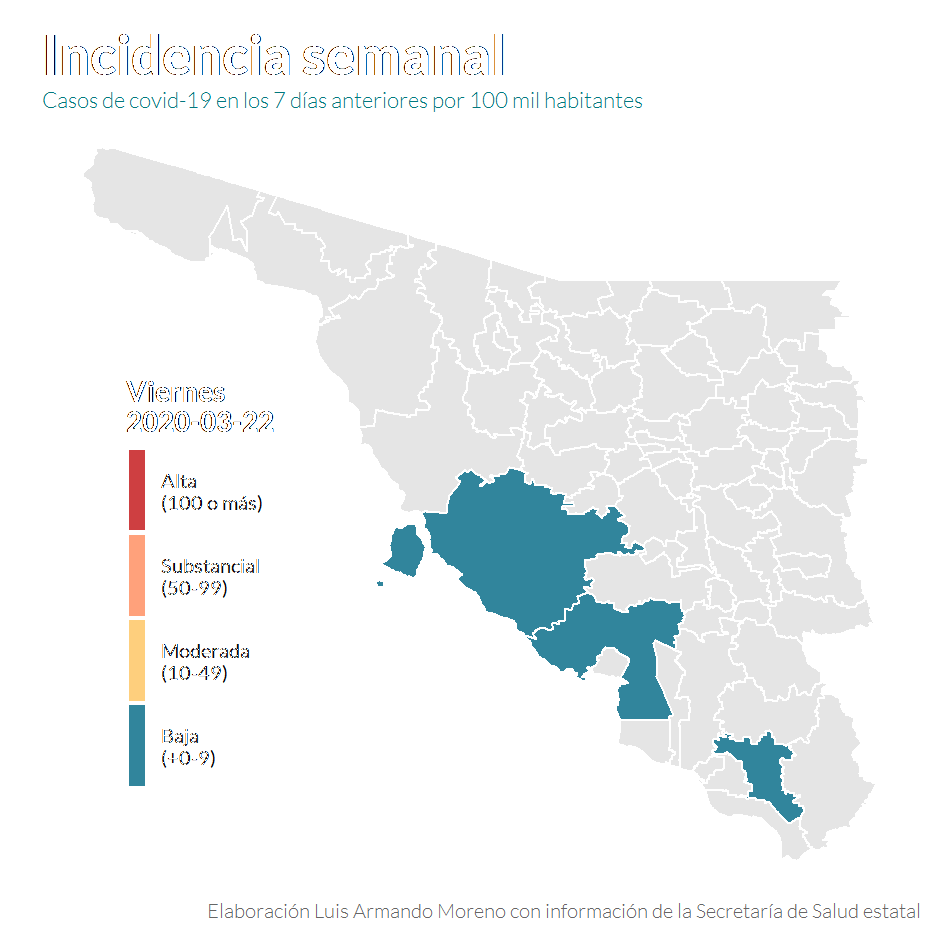 Incidencia semanal
Casos de covid-19 en los 7 días anteriores por 100 mil habitantes
Viernes
2020-03-22
Alta
(100 o más)
Substancial
(50-99)
Moderada
(10-49)
Baja
(+0-9)
Elaboración Luis Armando Moreno con información de la Secretaría de Salud estatal